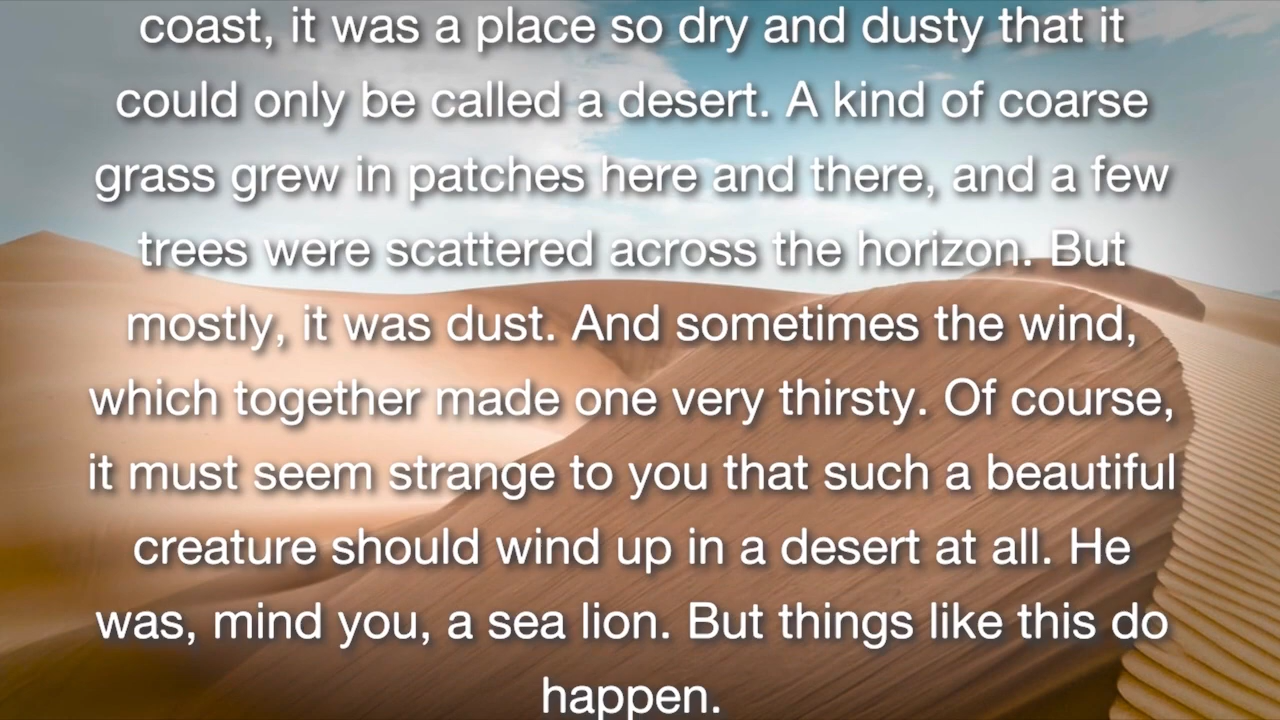 coast, it was a place so dry and dusty that it
could only be called a desert. A kind of coarse
grass grew in patches here and there, and a few
trees were scattered across the horizon. But
mostly, it was dust. And sometimes the wind,
which together made one very thirsty. Of course,
it must seem strange to you that such a beautiful
creature should wind up in a desert at all. He
was, mind you, a sea lion. But things like this do
happen.